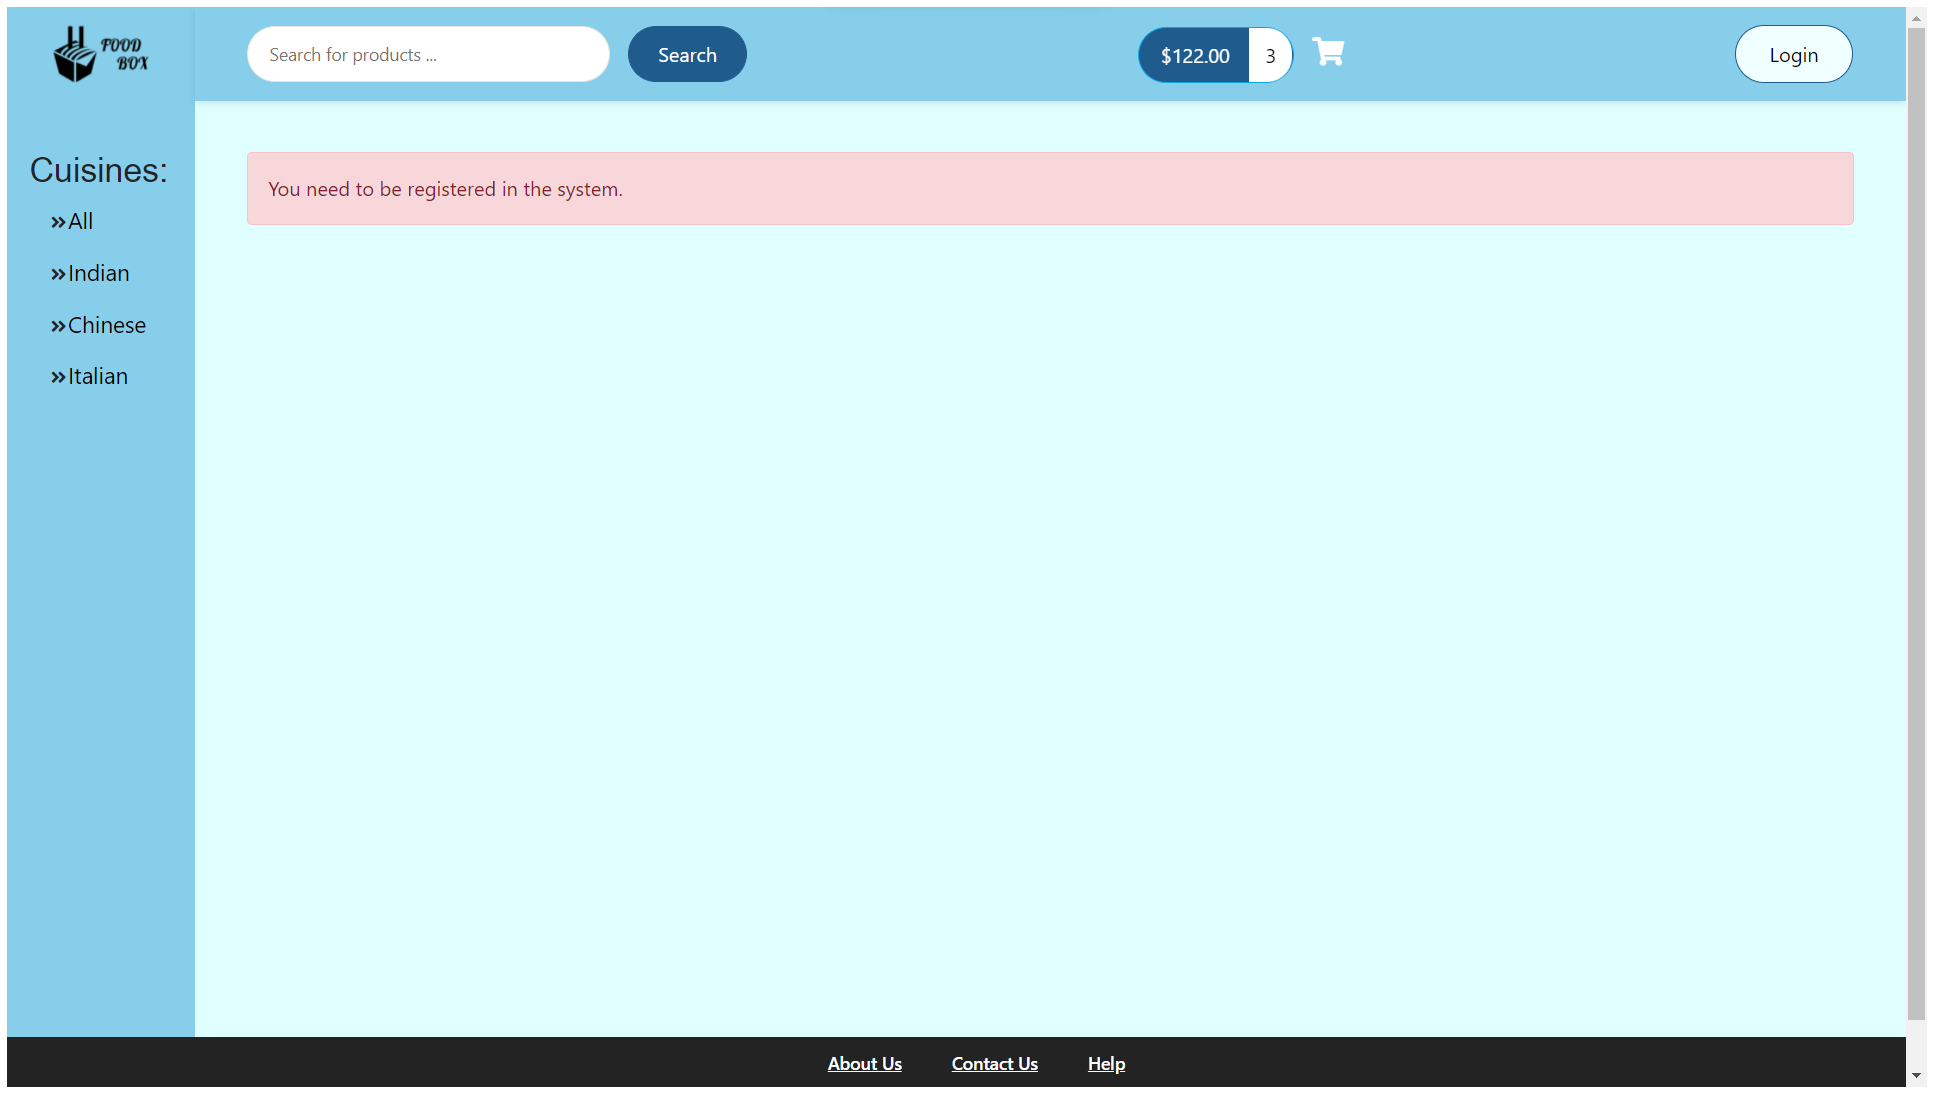 FOOD
BOX
Search for products ...
Search
$122.00 3
Login
Cuisines:
»All
»Indian
»Chinese
»Italian
You need to be registered in the system.
About Us Contact Us Help